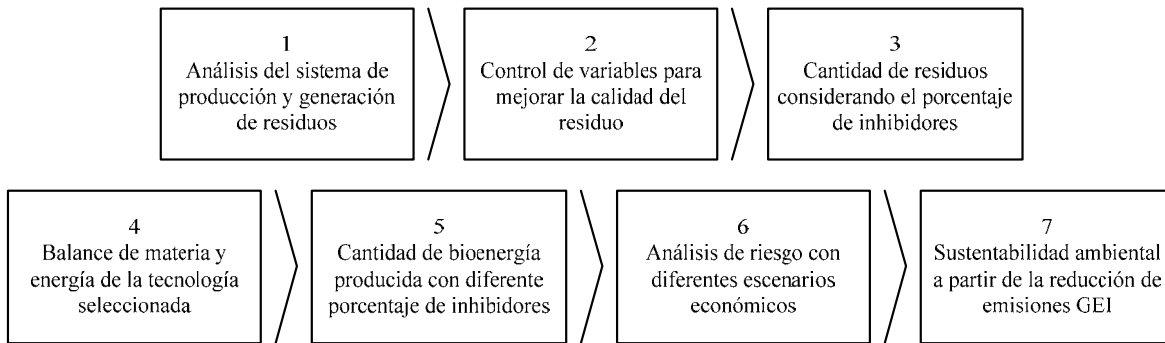 1
Análisis del sistema de
producción y generación
de residuos
2
Control de variables para
mejorar la calidad del
residuo
3
Cantidad de residuos
considerando el porcentaje
de inhibidores
4
Balance de materia y
energía de la tecnología
seleccionada
5
Cantidad de bioenergía
producida con diferente
porcentaje de inhibidores
6
Análisis de riesgo con
diferentes escenarios
económicos
7
Sustentabilidad ambiental
a partir de la reducción de
emisiones GEI